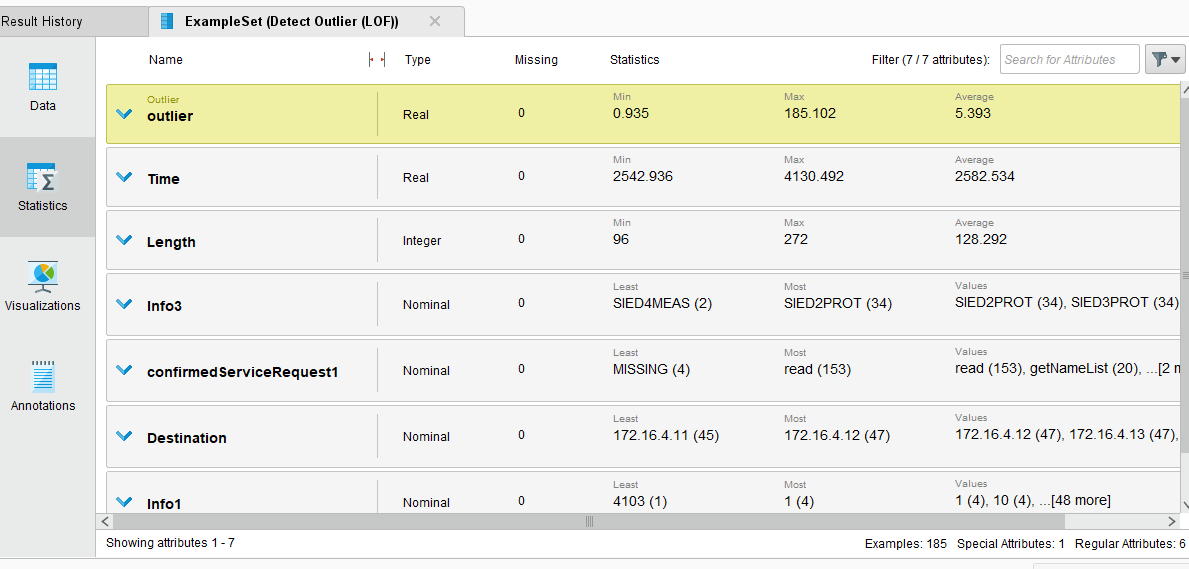 Result History
ExampleSet (Detect Outlier (LOF))
Name Type Missing Statistics Filter (7 / 7 attributes): Search for Attributes
Data
Statistics
Visualizations
Annotations
Outlier Min Max Average
outlier Real 0 0.935 185.102 5.393
Min Max Average
Time Real 0 2542.936 4130.492 2582.534
Min Max Average
Length Integer 0 96 272 128.292
Least Most Values
Info3 Nominal 0 SIED4MEAS (2) SIED2PROT (34) SIED2PROT (34), SIED3PROT (34)
Least Most Values
confirmedServiceRequest1 Nominal 0 MISSING (4) read (153) read (153), getNameList (20), ...[2 m
Least Most Values
Destination Nominal 0 172.16.4.11 (45) 172.16.4.12 (47) 172.16.4.12 (47), 172.16.4.13 (47),
Least Most Values
Info1 Nominal 0 4103 (1) 1 (4) 1 (4), 10 (4), ...[48 more]
Showing attributes 1 - 7 Examples: 185 Special Attributes: 1 Regular Attributes: 6